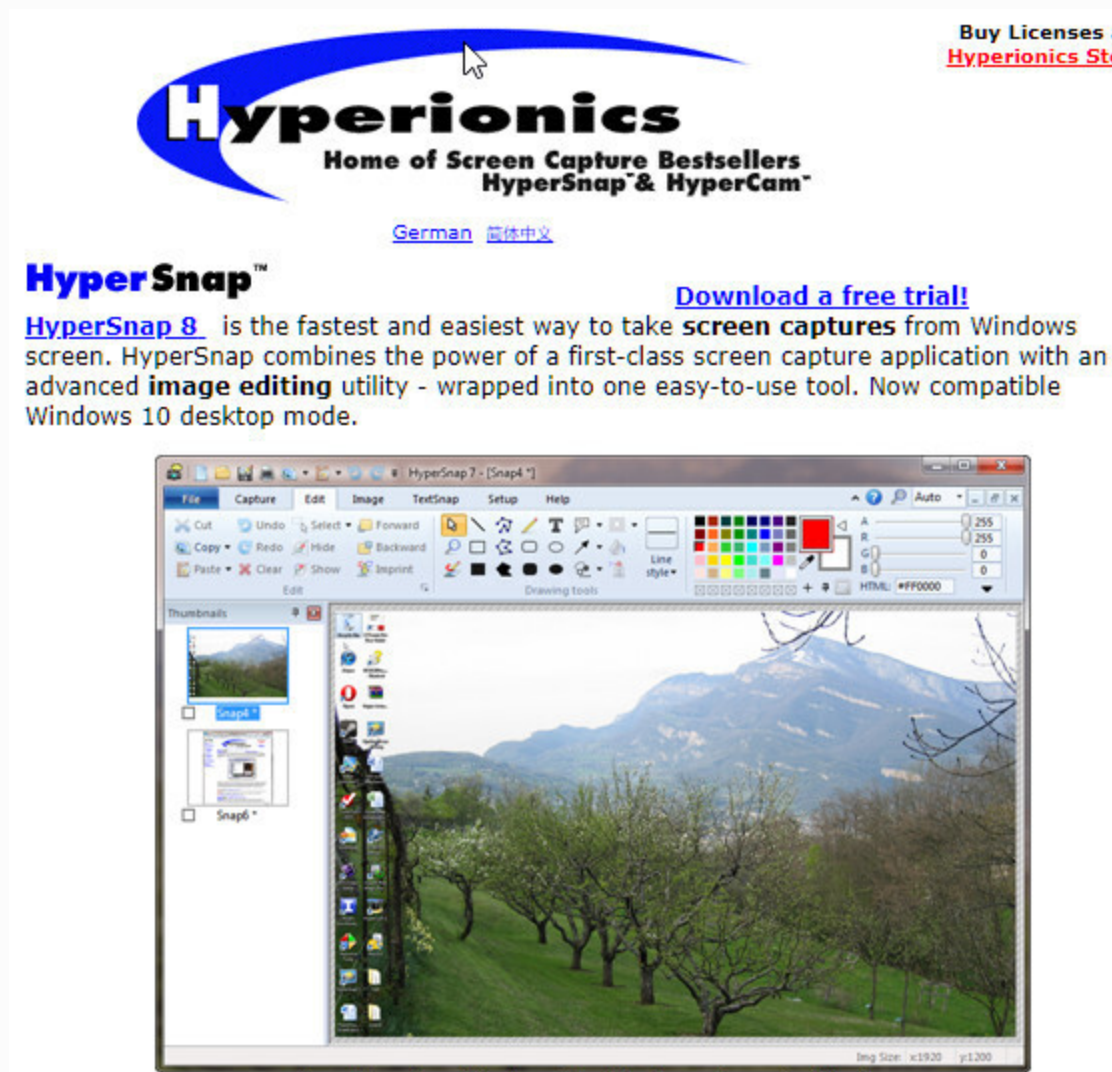 Buy Licenses
Hyperionics
Hyperionics
Home of Screen Capture Bestsellers
HyperSnap™ & HyperCam™
German 简体中文
HyperSnap™
Download a free trial!
HyperSnap 8 is the fastest and easiest way to take screen captures from Windows
screen. HyperSnap combines the power of a first-class screen capture application with an
advanced image editing utility - wrapped into one easy-to-use tool. Now compatible
Windows 10 desktop mode.
HyperSnap 7 - [Snap4 *]
File Capture Edit Image TextSnap Setup Help Auto
Cut Undo Select Forward A 255
R 255
Copy Redo Hide Backward G 0
Line
Paste Clear Show Imprint style B 0
Edit Drawing tools HTML: #FF0000
Thumbnails
Snap4 *
Snap6 *
Img Size: x:1920 y:1200